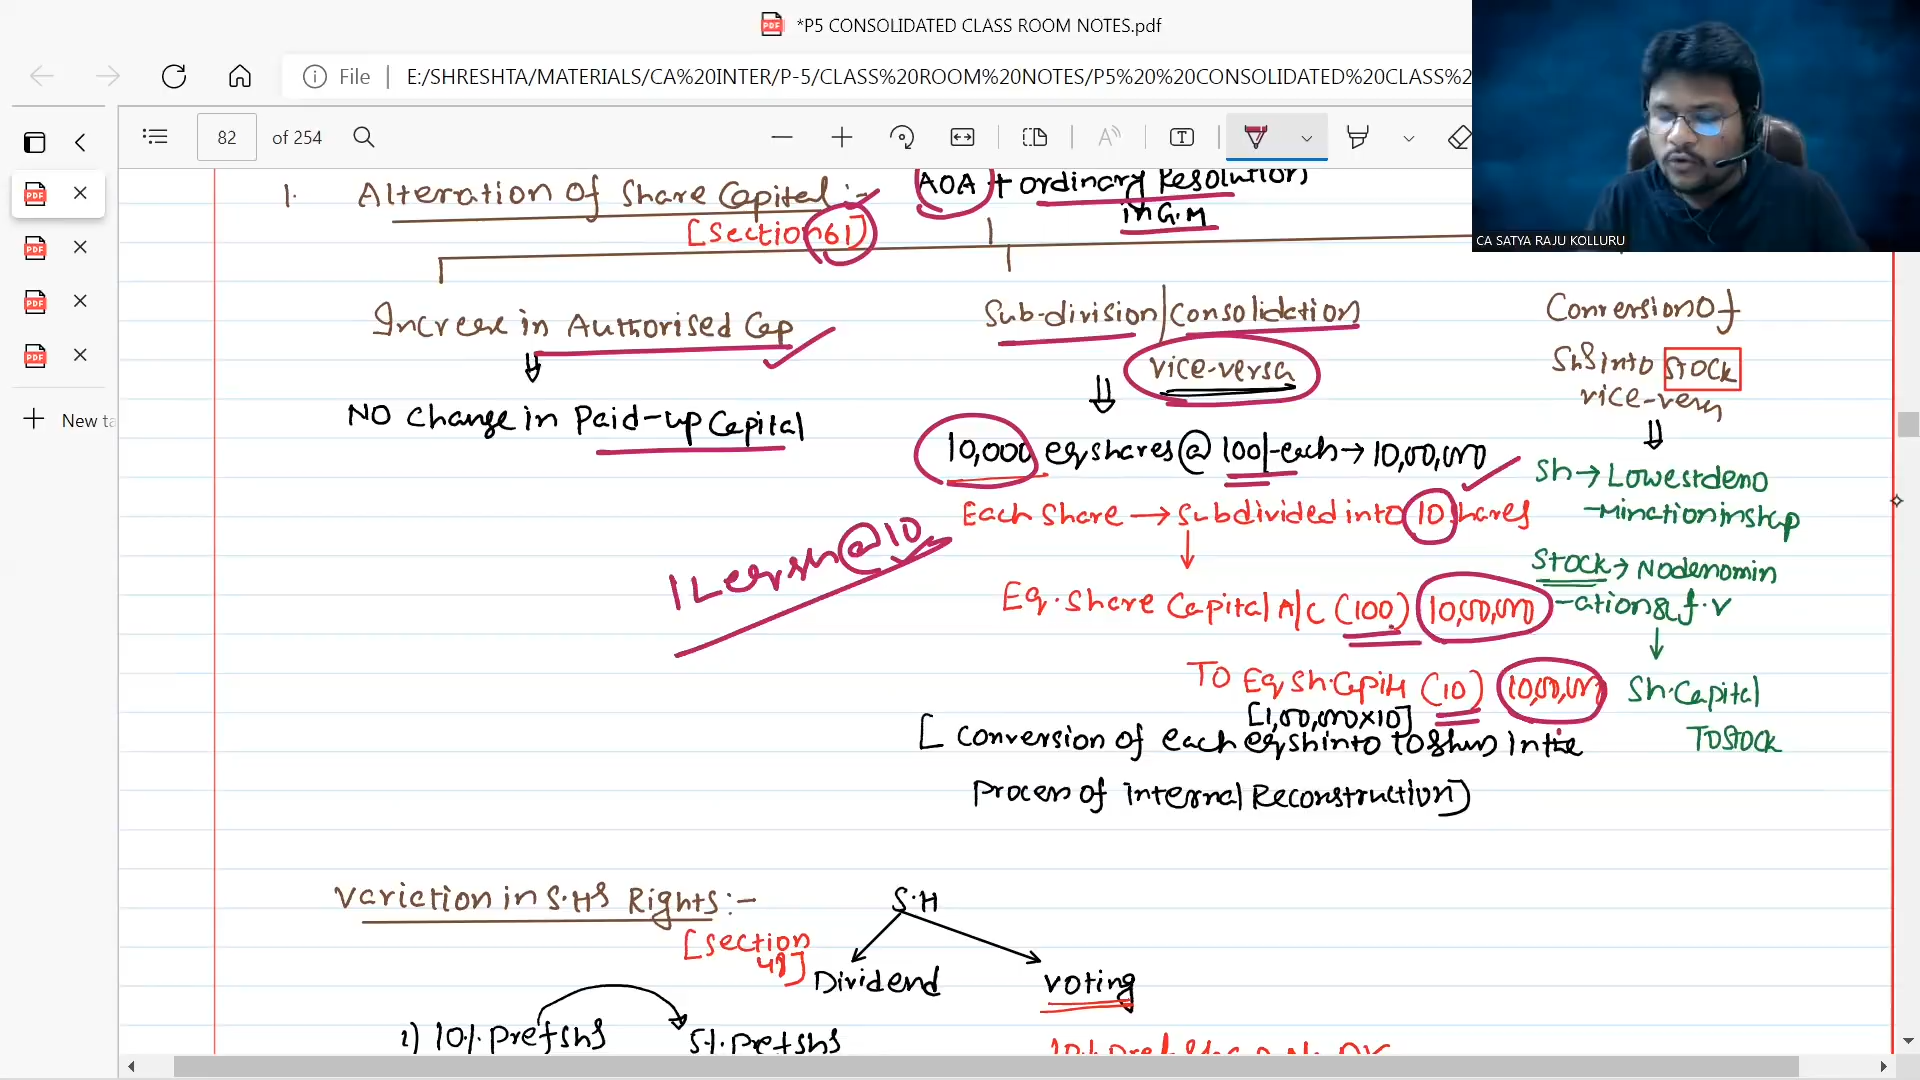 *P5 CONSOLIDATED CLASS ROOM NOTES.pdf
File
E:/SHRESHTA/MATERIALS/CA%20INTER/P-5/CLASS%20ROOM%20NOTES/P5%20%20CONSOLIDATED%20CLASS%2
82 of 254
New ta
CA SATYA RAJU KOLLURU
1. Alteration of Share Capital :- AOA + ordinary Resolution
in G.M
[Section 61]
Increase in Authorised Cap
NO Change in Paid-up Capital
Sub-division/Consolidation
vice-versa
10,000 eq shares @ 100/-each → 10,00,000
Each Share → Subdivided into 10 shares
1L eq sh @ 10
Eq. Share Capital A/C (100) 10,00,000
To Eq Sh. Capital (10) 10,00,000
[1,00,000×10]
[Conversion of each eq sh into 10 shares in the
Process of internal Reconstruction]
Conversion Of
Shs into Stock
vice-versa
Sh → Lowest deno
-mination in shcap
Stock → No denomin
-ation & f.v
Sh. Capital
To Stock
Variation in S.Hs Rights :-
[Section
48]
S.H
Dividend
voting
1) 10% Pref shs
5% Pref shs